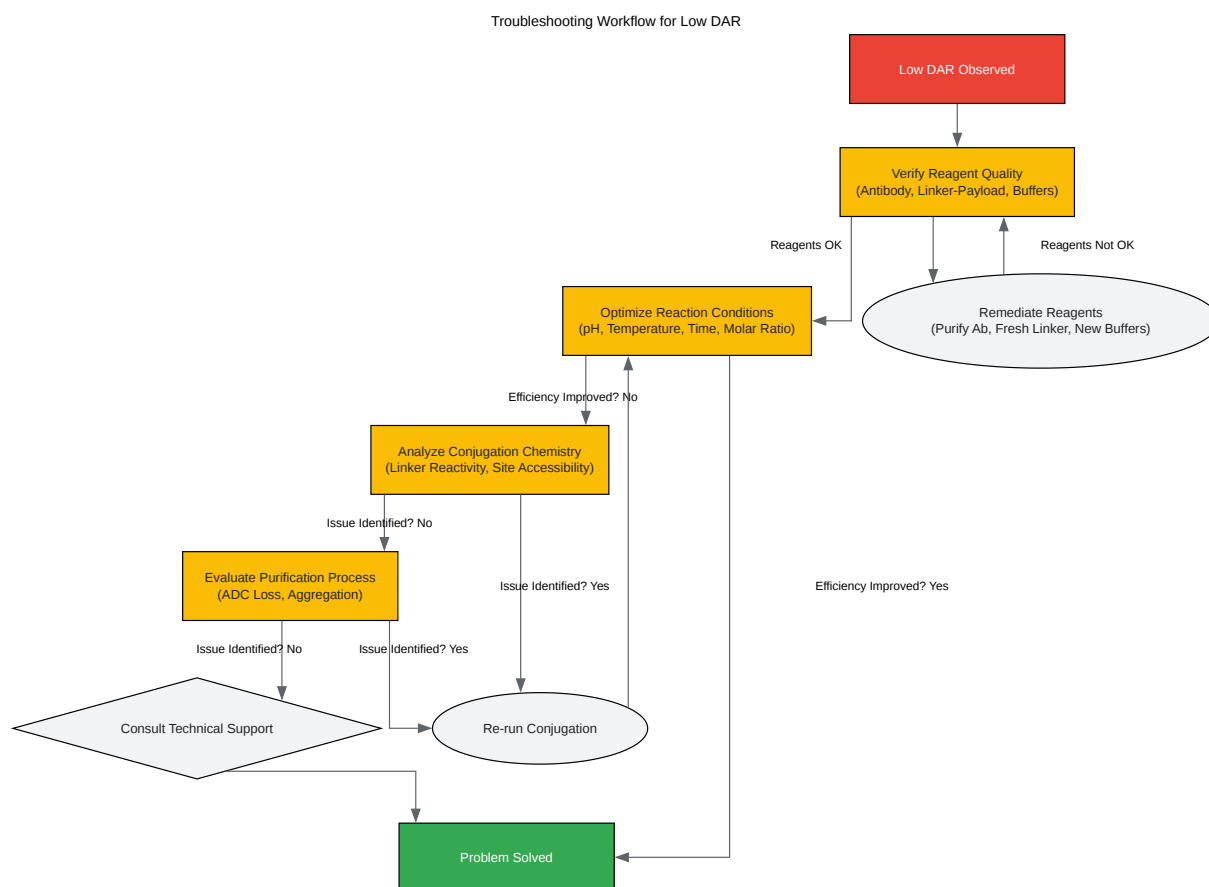 Troubleshooting Workflow for Low DAR
Low DAR Observed
Verify Reagent Quality
(Antibody, Linker-Payload, Buffers)
Reagents OK
Reagents Not OK
Optimize Reaction Conditions
(pH, Temperature, Time, Molar Ratio)
Remediate Reagents
(Purify Ab, Fresh Linker, New Buffers)
Efficiency Improved? No
Analyze Conjugation Chemistry
(Linker Reactivity, Site Accessibility)
Issue Identified? No
Evaluate Purification Process
(ADC Loss, Aggregation)
Issue Identified? Yes
Efficiency Improved? Yes
Issue Identified? No
Issue Identified? Yes
Consult Technical Support
Re-run Conjugation
Problem Solved